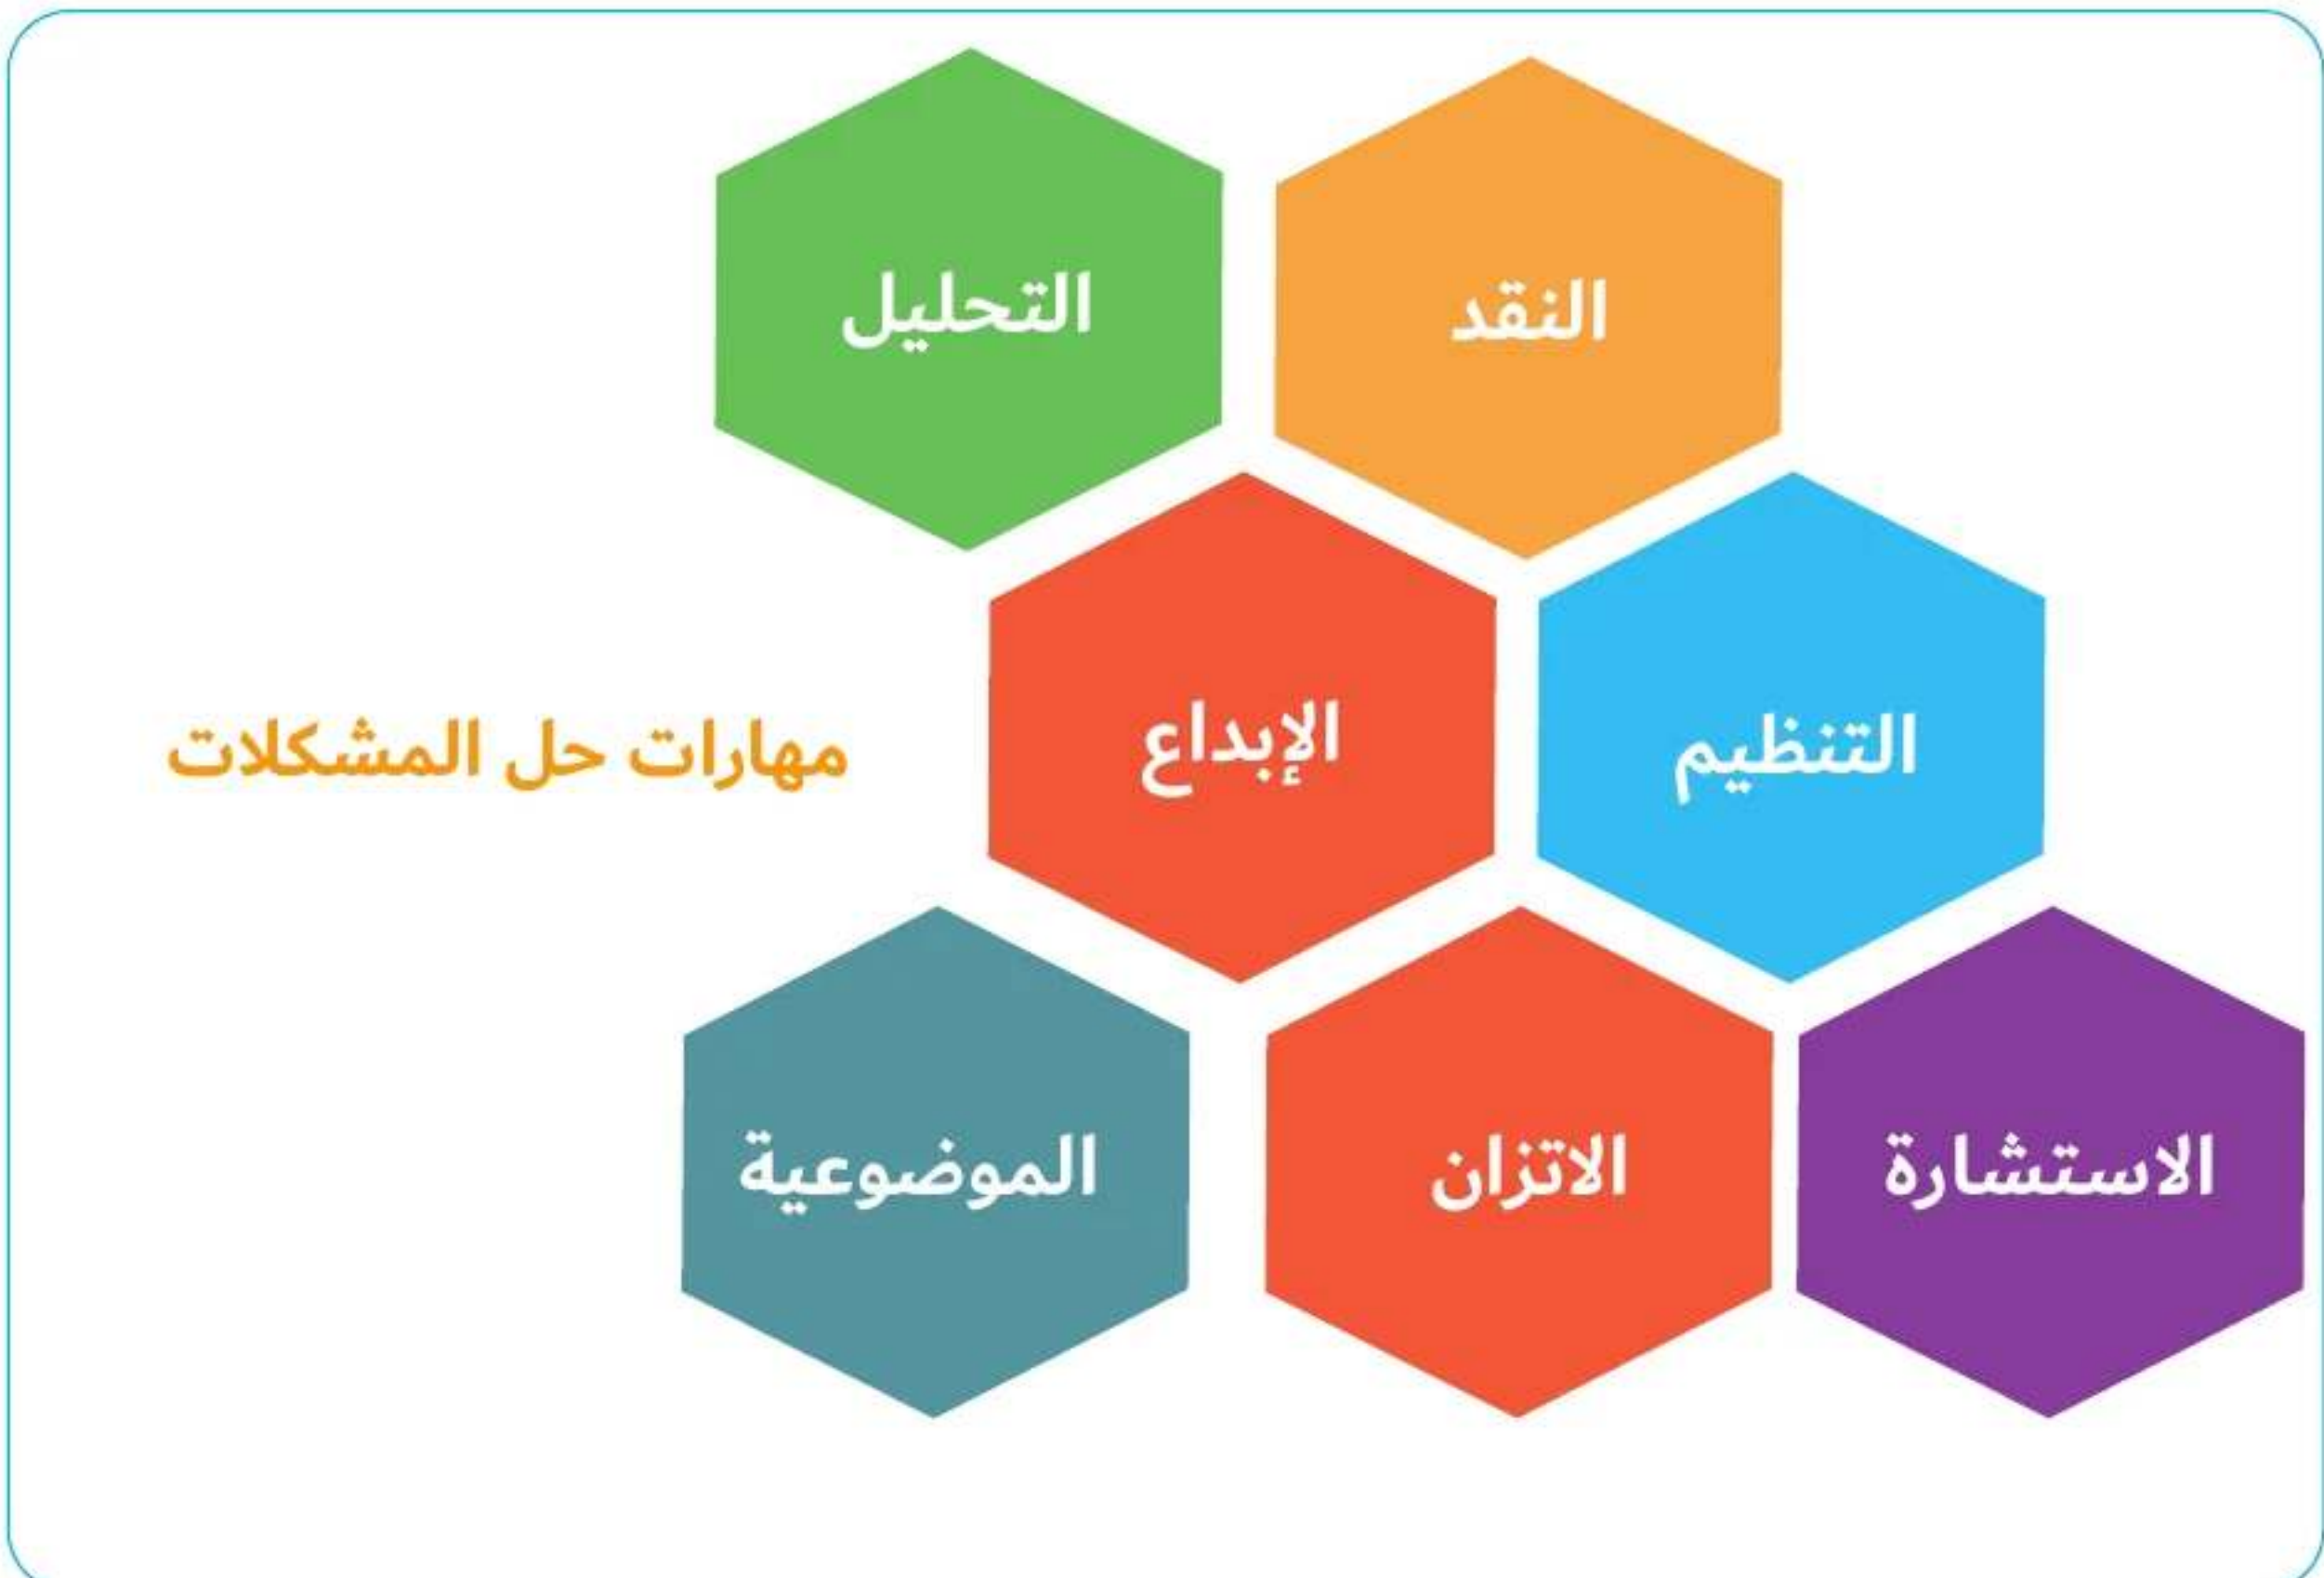 النقد
التحليل
التنظيم
الإبداع
مهارات حل المشكلات
الاستشارة
الاتزان
الموضوعية